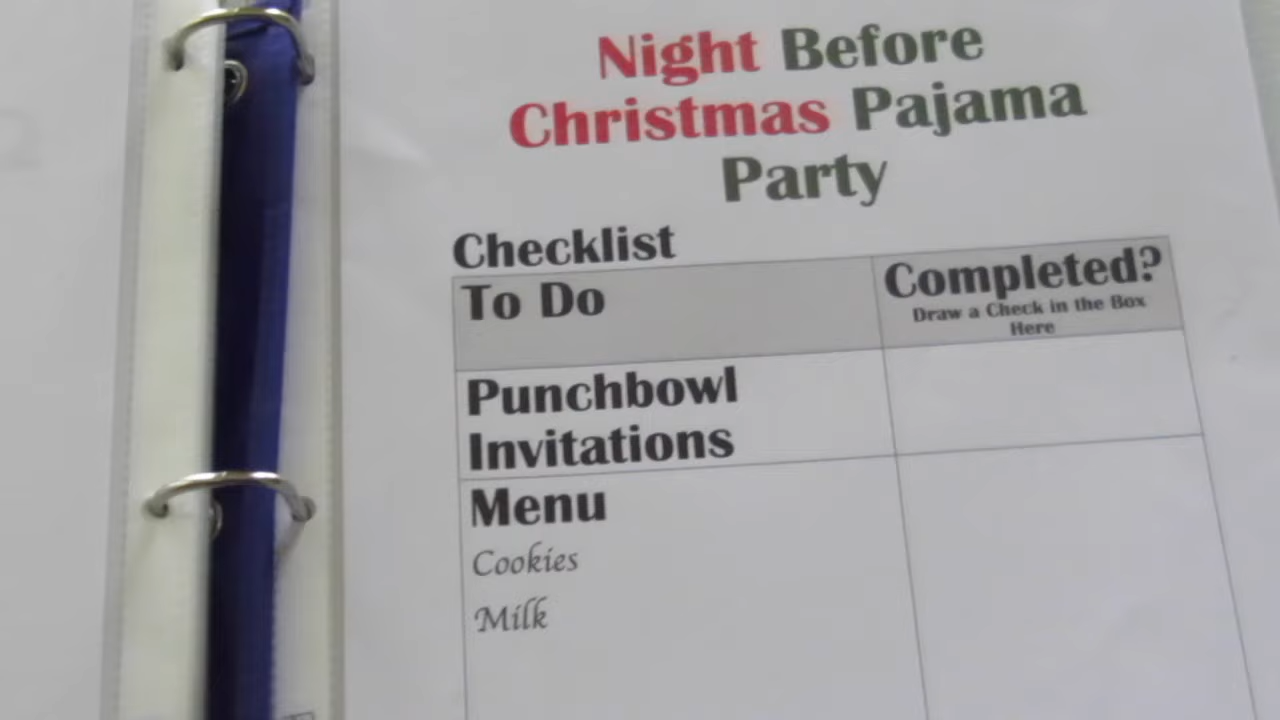 Night Before
Christmas Pajama
Party
Checklist
To Do
Completed?
Draw a Check in the Box
Here
Punchbowl
Invitations
Menu
Cookies
Milk